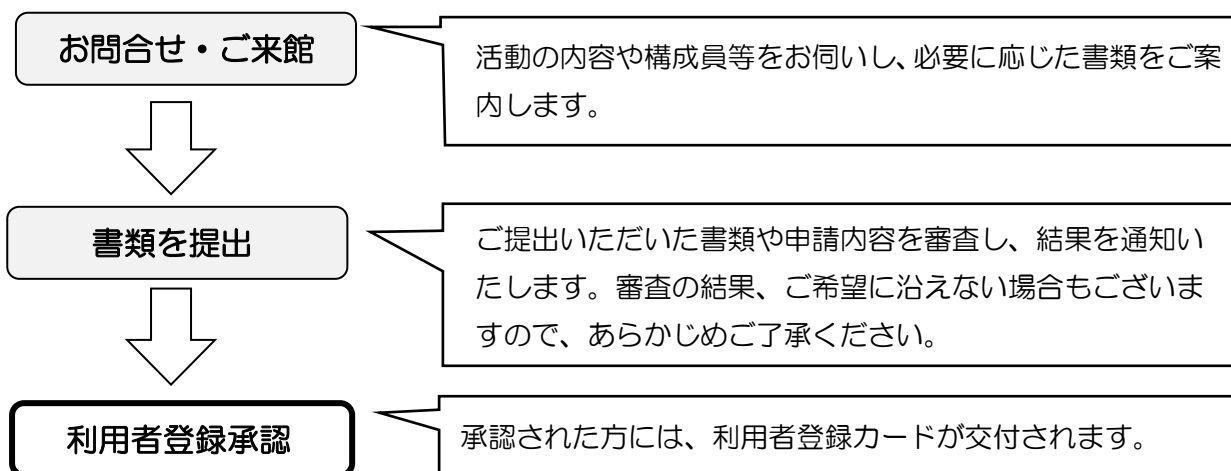 お問合せ・ご来館
活動の内容や構成員等をお伺いし、必要に応じた書類をご案
内します。
書類を提出
ご提出いただいた書類や申請内容を審査し、結果を通知い
たします。審査の結果、ご希望に沿えない場合もございま
すので、あらかじめご了承ください。
利用者登録承認
承認された方には、利用者登録カードが交付されます。